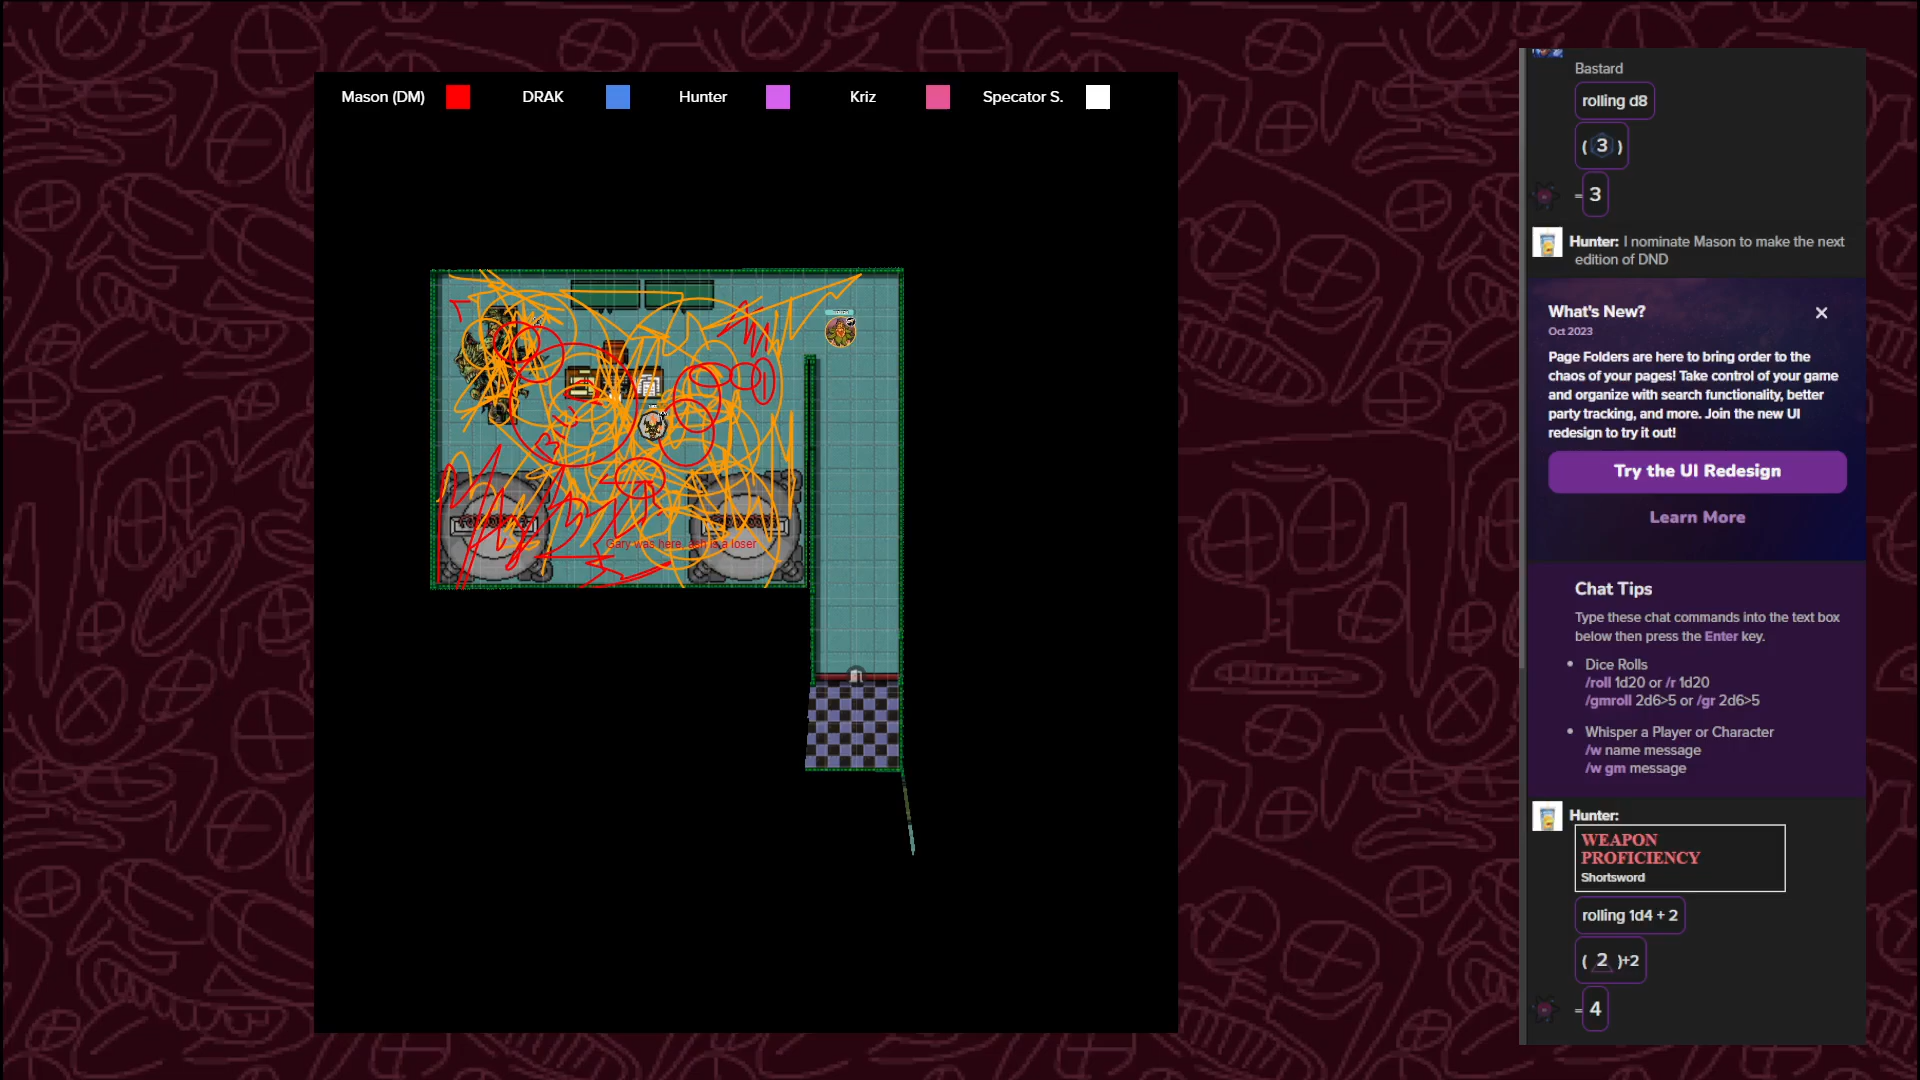 Mason (DM)
DRAK
Hunter
Kriz
Specator S.
Gary was here, ash is a loser
Bastard
rolling d8
( 3 )
= 3
Hunter: I nominate Mason to make the next
edition of DND
What's New?
Oct 2023
Page Folders are here to bring order to the
chaos of your pages! Take control of your game
and organize with search functionality, better
party tracking, and more. Join the new UI
redesign to try it out!
Try the UI Redesign
Learn More
Chat Tips
Type these chat commands into the text box
below then press the Enter key.
Dice Rolls
/roll 1d20 or /r 1d20
/gmroll 2d6>5 or /gr 2d6>5
Whisper a Player or Character
/w name message
/w gm message
Hunter:
WEAPON
PROFICIENCY
Shortsword
rolling 1d4 + 2
( 2 )+2
= 4